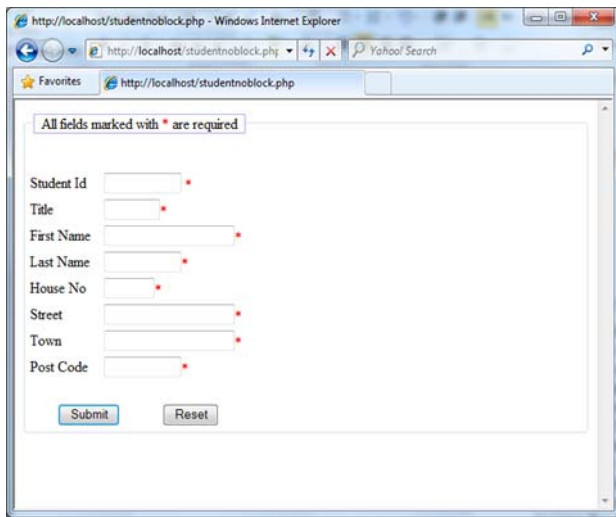 http://localhost/studentnoblock.php - Windows Internet Explorer
http://localhost/studentnoblock.php
Yahoo! Search
Favorites
http://localhost/studentnoblock.php
All fields marked with * are required
Student Id *
Title *
First Name *
Last Name *
House No *
Street *
Town *
Post Code *
Submit Reset